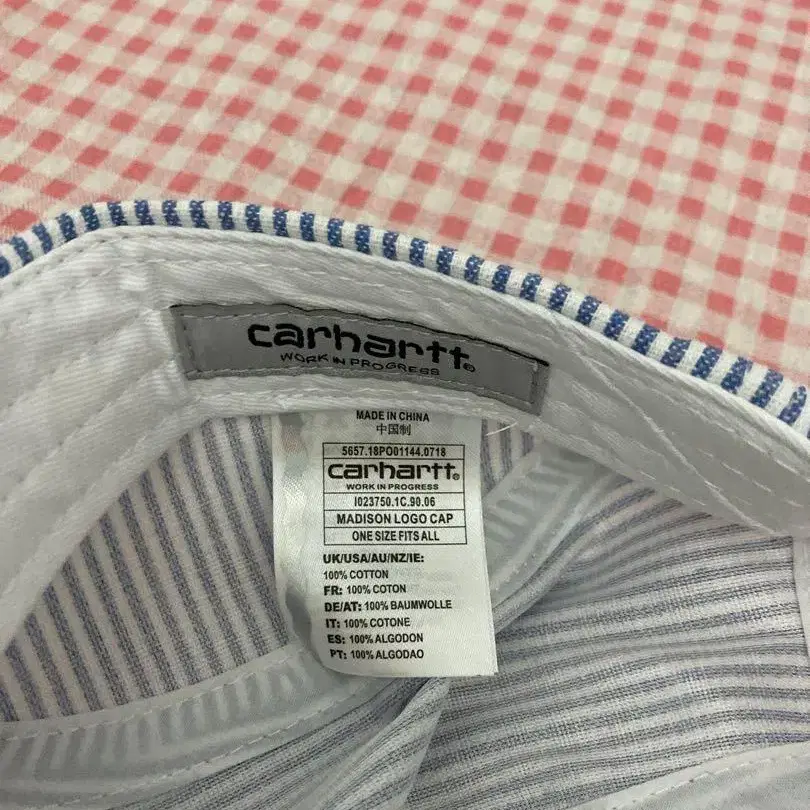 carhartt®
WORK IN PROGRESS
MADE IN CHINA
中国制
5657.18PO01144.0718
carhartt®
WORK IN PROGRESS
I023750.1C.90.06
MADISON LOGO CAP
ONE SIZE FITS ALL
UK/USA/AU/NZ/IE:
100% COTTON
FR: 100% COTON
DE/AT: 100% BAUMWOLLE
IT: 100% COTONE
ES: 100% ALGODON
PT: 100% ALGODAO